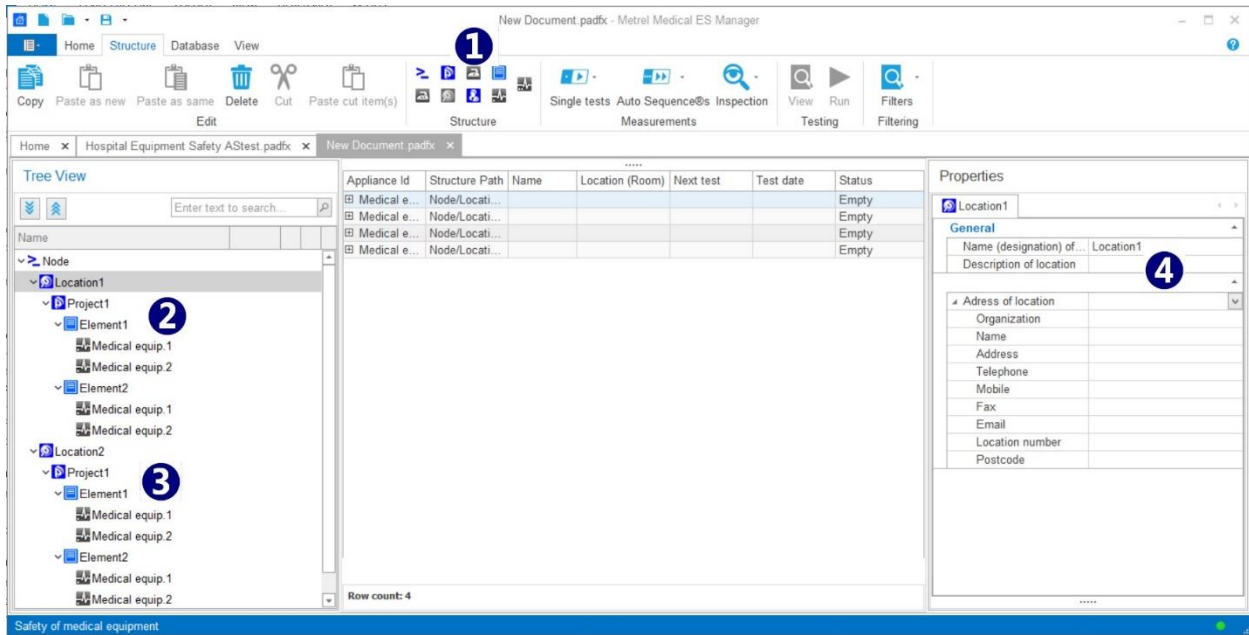 New Document.padfx - Metrel Medical ES Manager
Home Structure Database View
1
Copy Paste as new Paste as same Delete Cut Paste cut item(s) Single tests Auto Sequence®s Inspection View Run Filters
Edit Structure Measurements Testing Filtering
Home Hospital Equipment Safety AStest.padfx New Document.padfx
Tree View
Enter text to search...
Name
Node
Location1
Project1
2
Element1
Medical equip.1
Medical equip.2
Element2
Medical equip.1
Medical equip.2
Location2
Project1
3
Element1
Medical equip.1
Medical equip.2
Element2
Medical equip.1
Medical equip.2
Appliance Id Structure Path Name Location (Room) Next test Test date Status
Medical e... Node/Locati... Empty
Medical e... Node/Locati... Empty
Medical e... Node/Locati... Empty
Medical e... Node/Locati... Empty
Row count: 4
Properties
Location1
General
Name (designation) of... Location1
Description of location
4
Adress of location
Organization
Name
Address
Telephone
Mobile
Fax
Email
Location number
Postcode
Safety of medical equipment